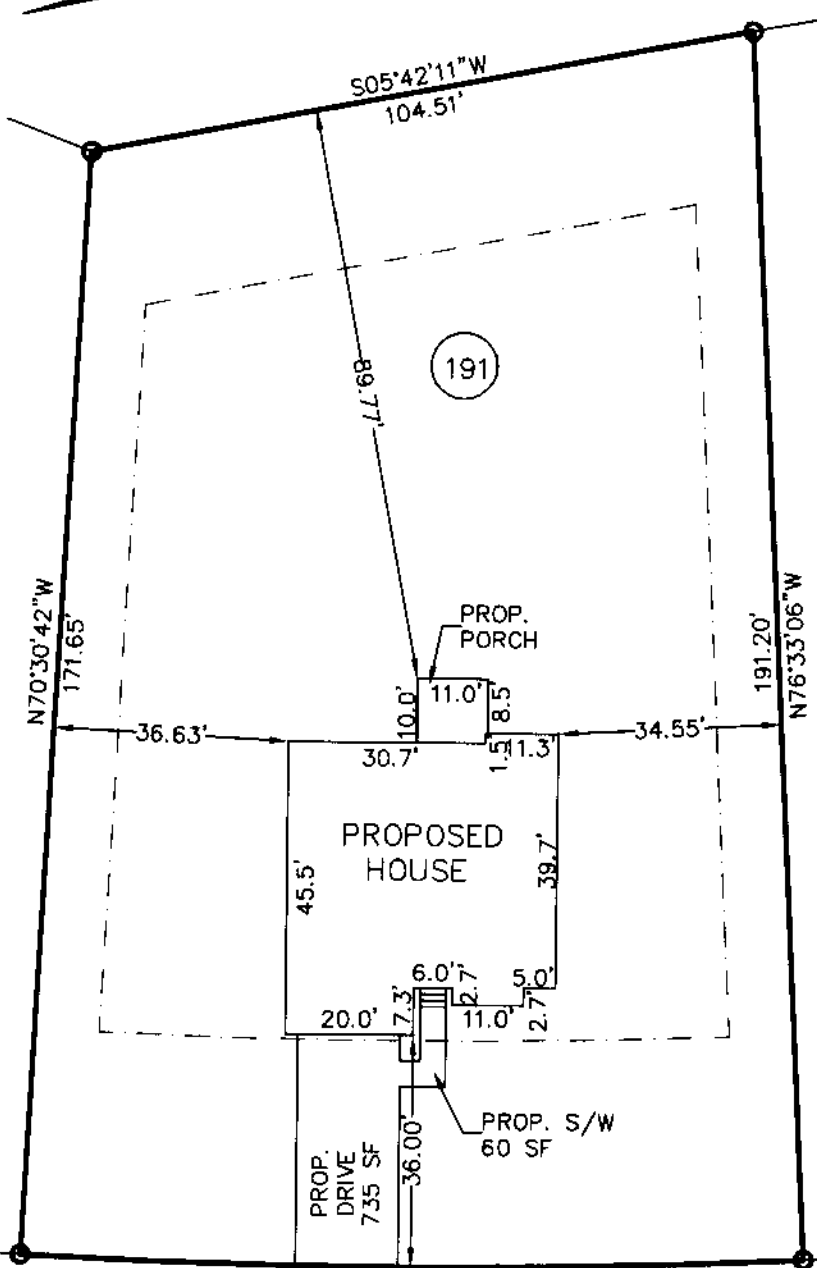 S05°42'11"W
104.51'
191
89.77'
N70°30'42"W
171.65'
191.20'
N76°33'06"W
PROP.
PORCH
11.0'
10.0'
8.5
36.63'
34.55'
30.7'
1.5
11.3'
PROPOSED
HOUSE
45.5'
39.7'
6.0'
2.7'
5.0'
7.3'
20.0'
11.0'
2.7'
PROP. S/W
60 SF
36.00'
PROP.
DRIVE
735 SF